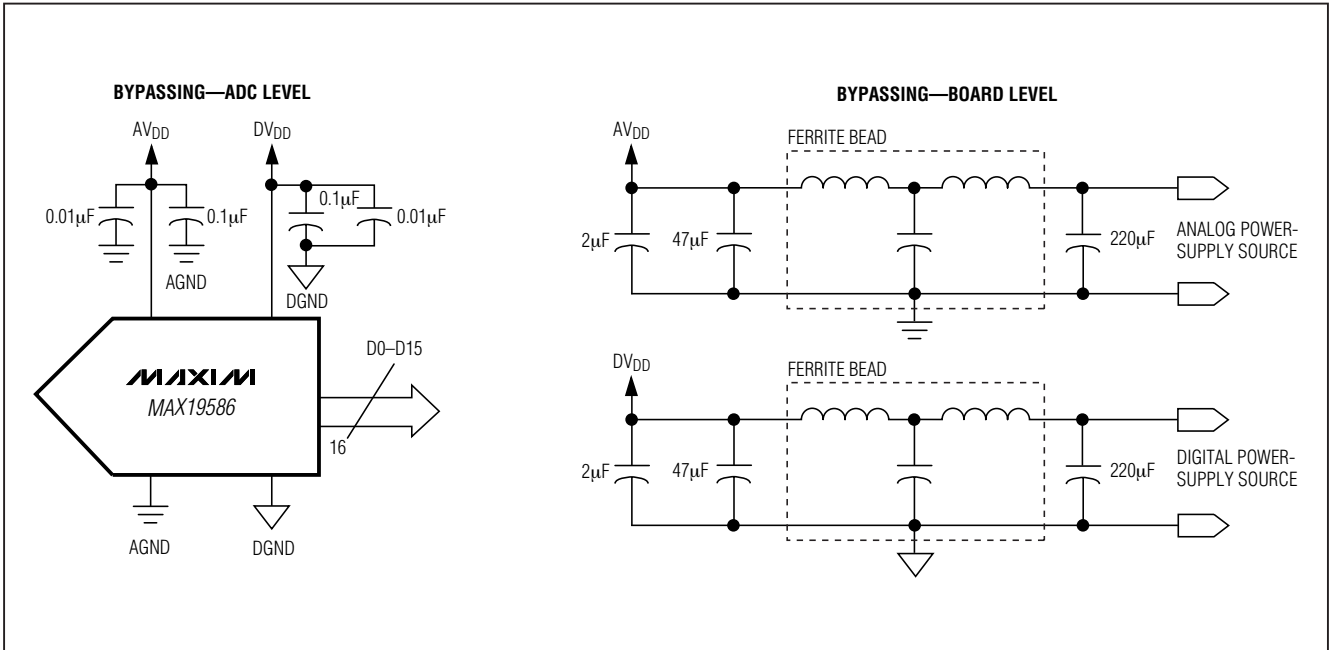 BYPASSING—ADC LEVEL
AVDD
DVDD
0.01µF
0.1µF
0.1µF
0.01µF
AGND
DGND
MAXIM
MAX19586
D0–D15
16
AGND
DGND
BYPASSING—BOARD LEVEL
AVDD
FERRITE BEAD
2µF
47µF
220µF
ANALOG POWER-
SUPPLY SOURCE
DVDD
FERRITE BEAD
2µF
47µF
220µF
DIGITAL POWER-
SUPPLY SOURCE